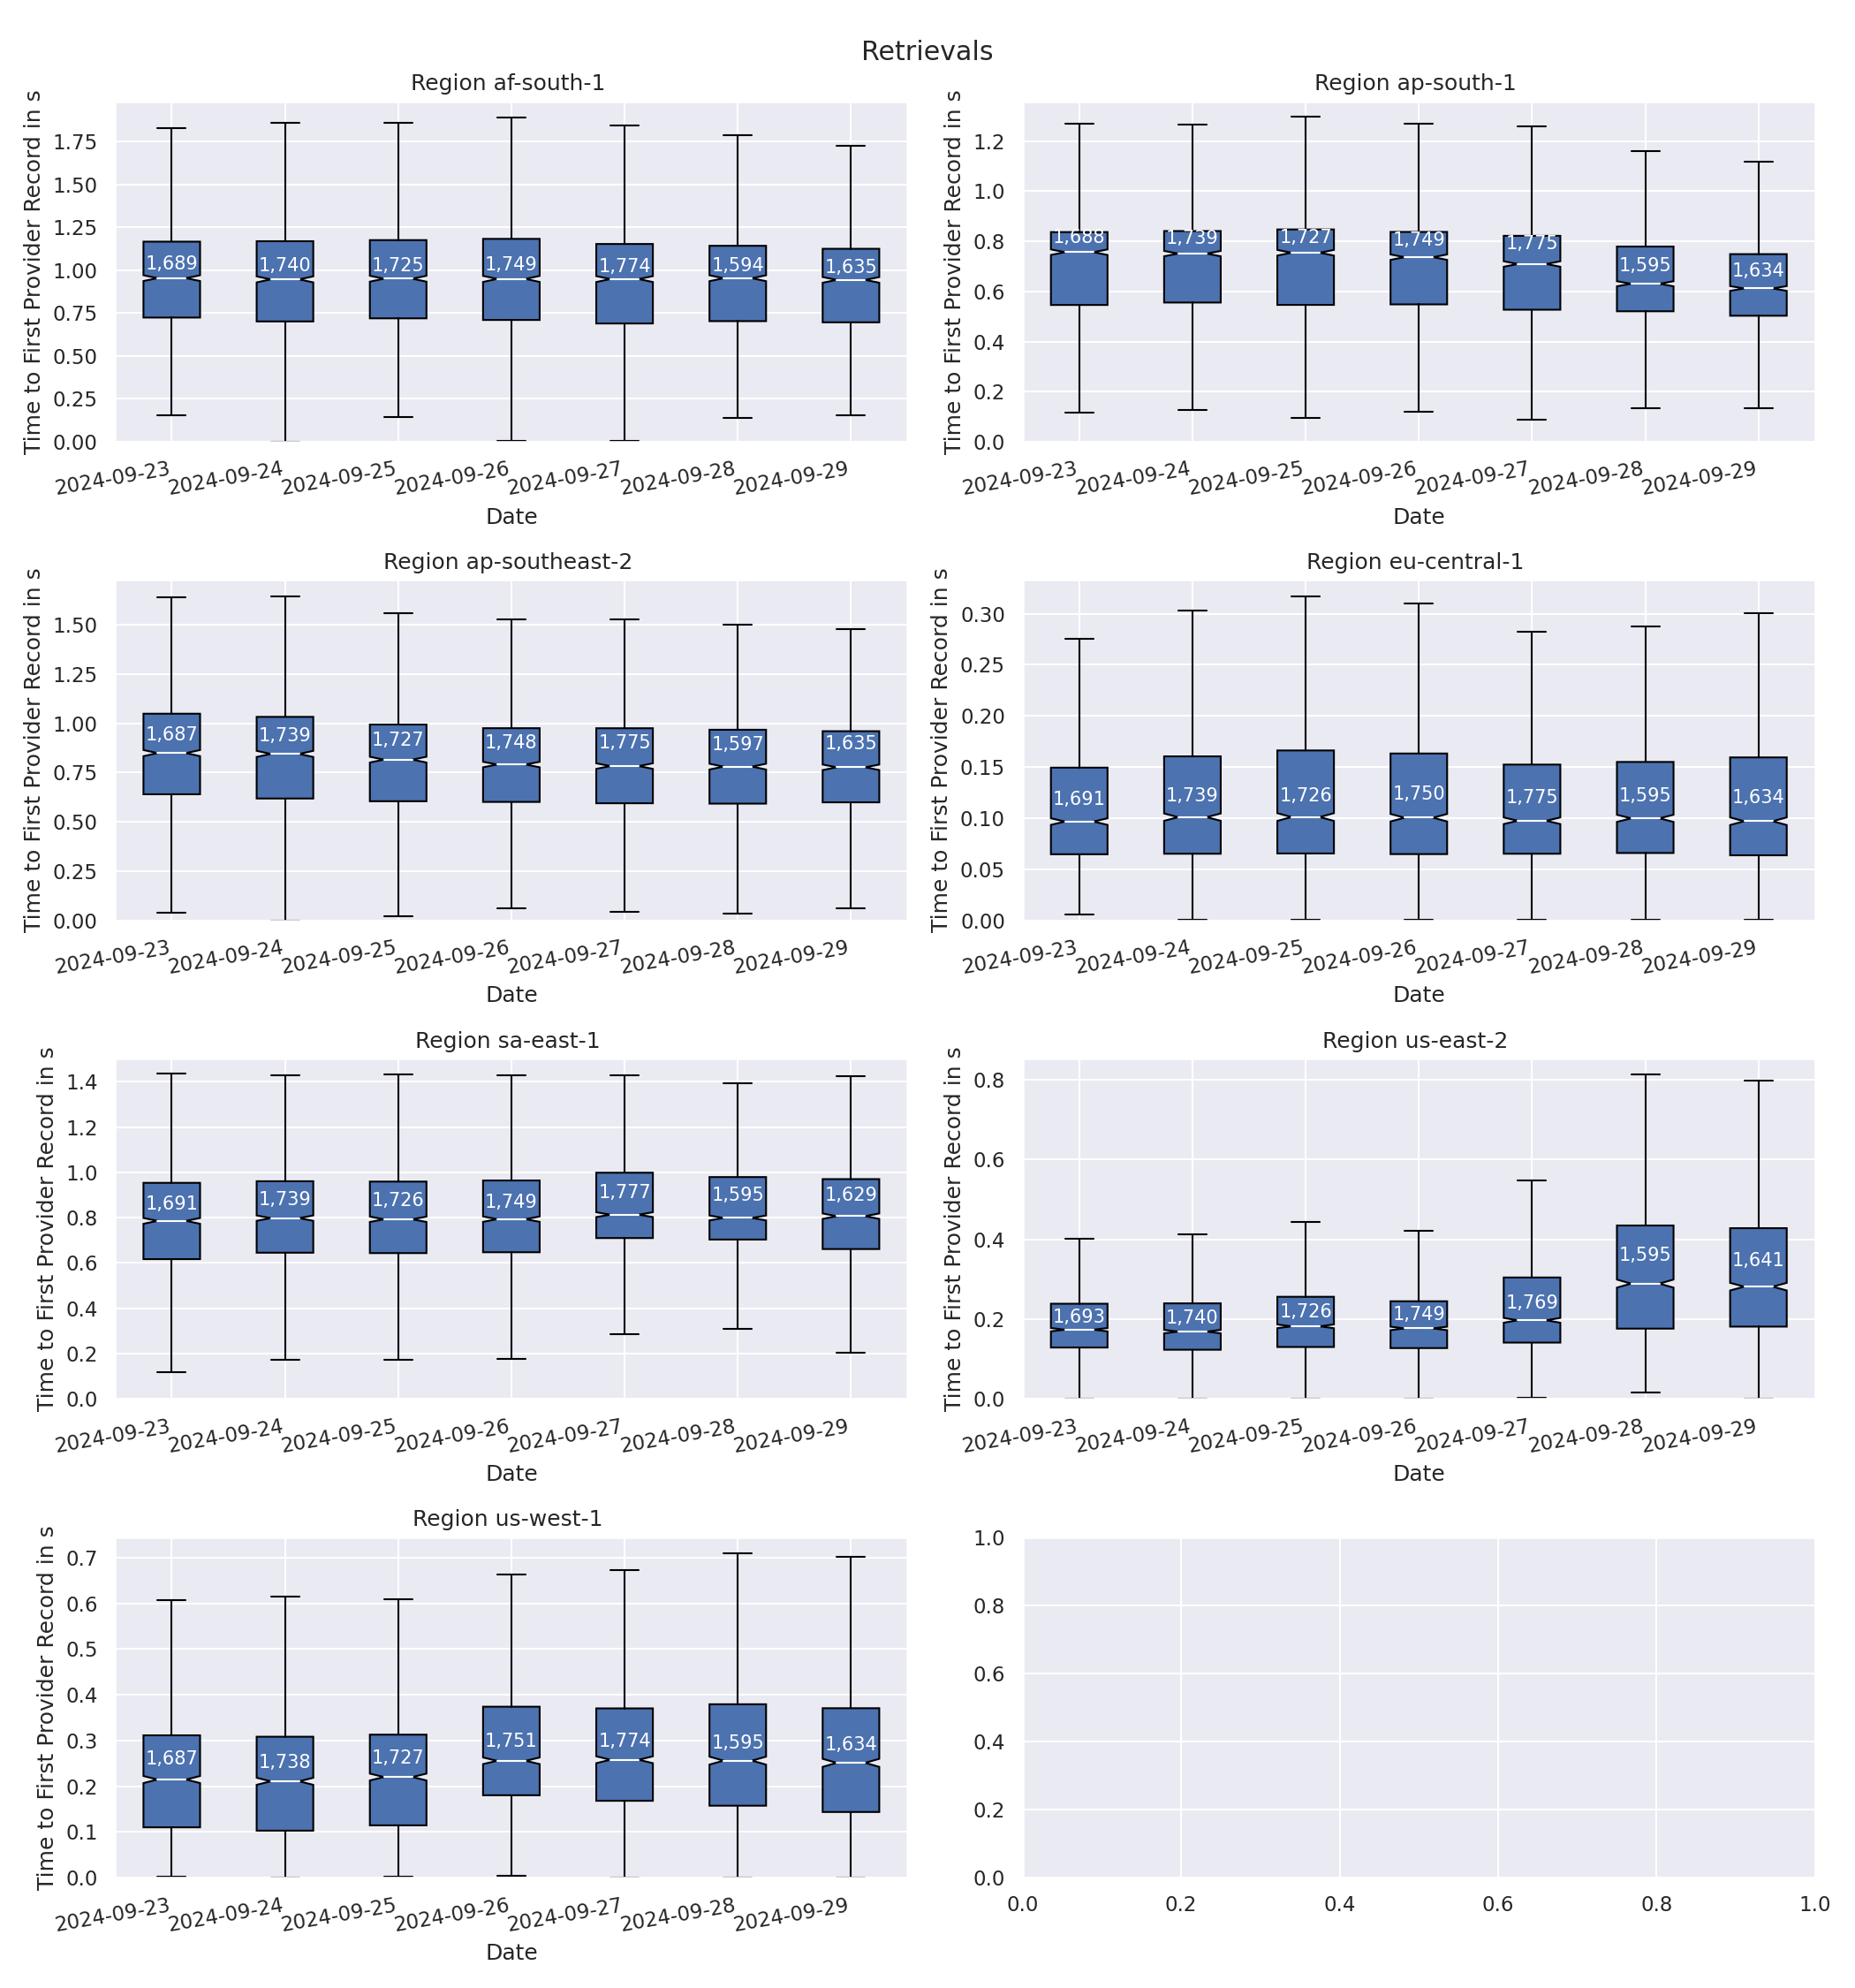 Retrievals
Region af-south-1
Time to First Provider Record in s
1.75
1.50
1.25
1.00
0.75
0.50
0.25
0.00
1,689 1,740 1,725 1,749 1,774 1,594 1,635
2024-09-23 2024-09-24 2024-09-25 2024-09-26 2024-09-27 2024-09-28 2024-09-29
Date
Region ap-south-1
Time to First Provider Record in s
1.2
1.0
0.8
0.6
0.4
0.2
0.0
1,688 1,739 1,727 1,749 1,775 1,595 1,634
2024-09-23 2024-09-24 2024-09-25 2024-09-26 2024-09-27 2024-09-28 2024-09-29
Date
Region ap-southeast-2
Time to First Provider Record in s
1.50
1.25
1.00
0.75
0.50
0.25
0.00
1,687 1,739 1,727 1,748 1,775 1,597 1,635
2024-09-23 2024-09-24 2024-09-25 2024-09-26 2024-09-27 2024-09-28 2024-09-29
Date
Region eu-central-1
Time to First Provider Record in s
0.30
0.25
0.20
0.15
0.10
0.05
0.00
1,691 1,739 1,726 1,750 1,775 1,595 1,634
2024-09-23 2024-09-24 2024-09-25 2024-09-26 2024-09-27 2024-09-28 2024-09-29
Date
Region sa-east-1
Time to First Provider Record in s
1.4
1.2
1.0
0.8
0.6
0.4
0.2
0.0
1,691 1,739 1,726 1,749 1,777 1,595 1,629
2024-09-23 2024-09-24 2024-09-25 2024-09-26 2024-09-27 2024-09-28 2024-09-29
Date
Region us-east-2
Time to First Provider Record in s
0.8
0.6
0.4
0.2
0.0
1,693 1,740 1,726 1,749 1,769 1,595 1,641
2024-09-23 2024-09-24 2024-09-25 2024-09-26 2024-09-27 2024-09-28 2024-09-29
Date
Region us-west-1
Time to First Provider Record in s
0.7
0.6
0.5
0.4
0.3
0.2
0.1
0.0
1,687 1,738 1,727 1,751 1,774 1,595 1,634
2024-09-23 2024-09-24 2024-09-25 2024-09-26 2024-09-27 2024-09-28 2024-09-29
Date
1.0
0.8
0.6
0.4
0.2
0.0
0.0 0.2 0.4 0.6 0.8 1.0